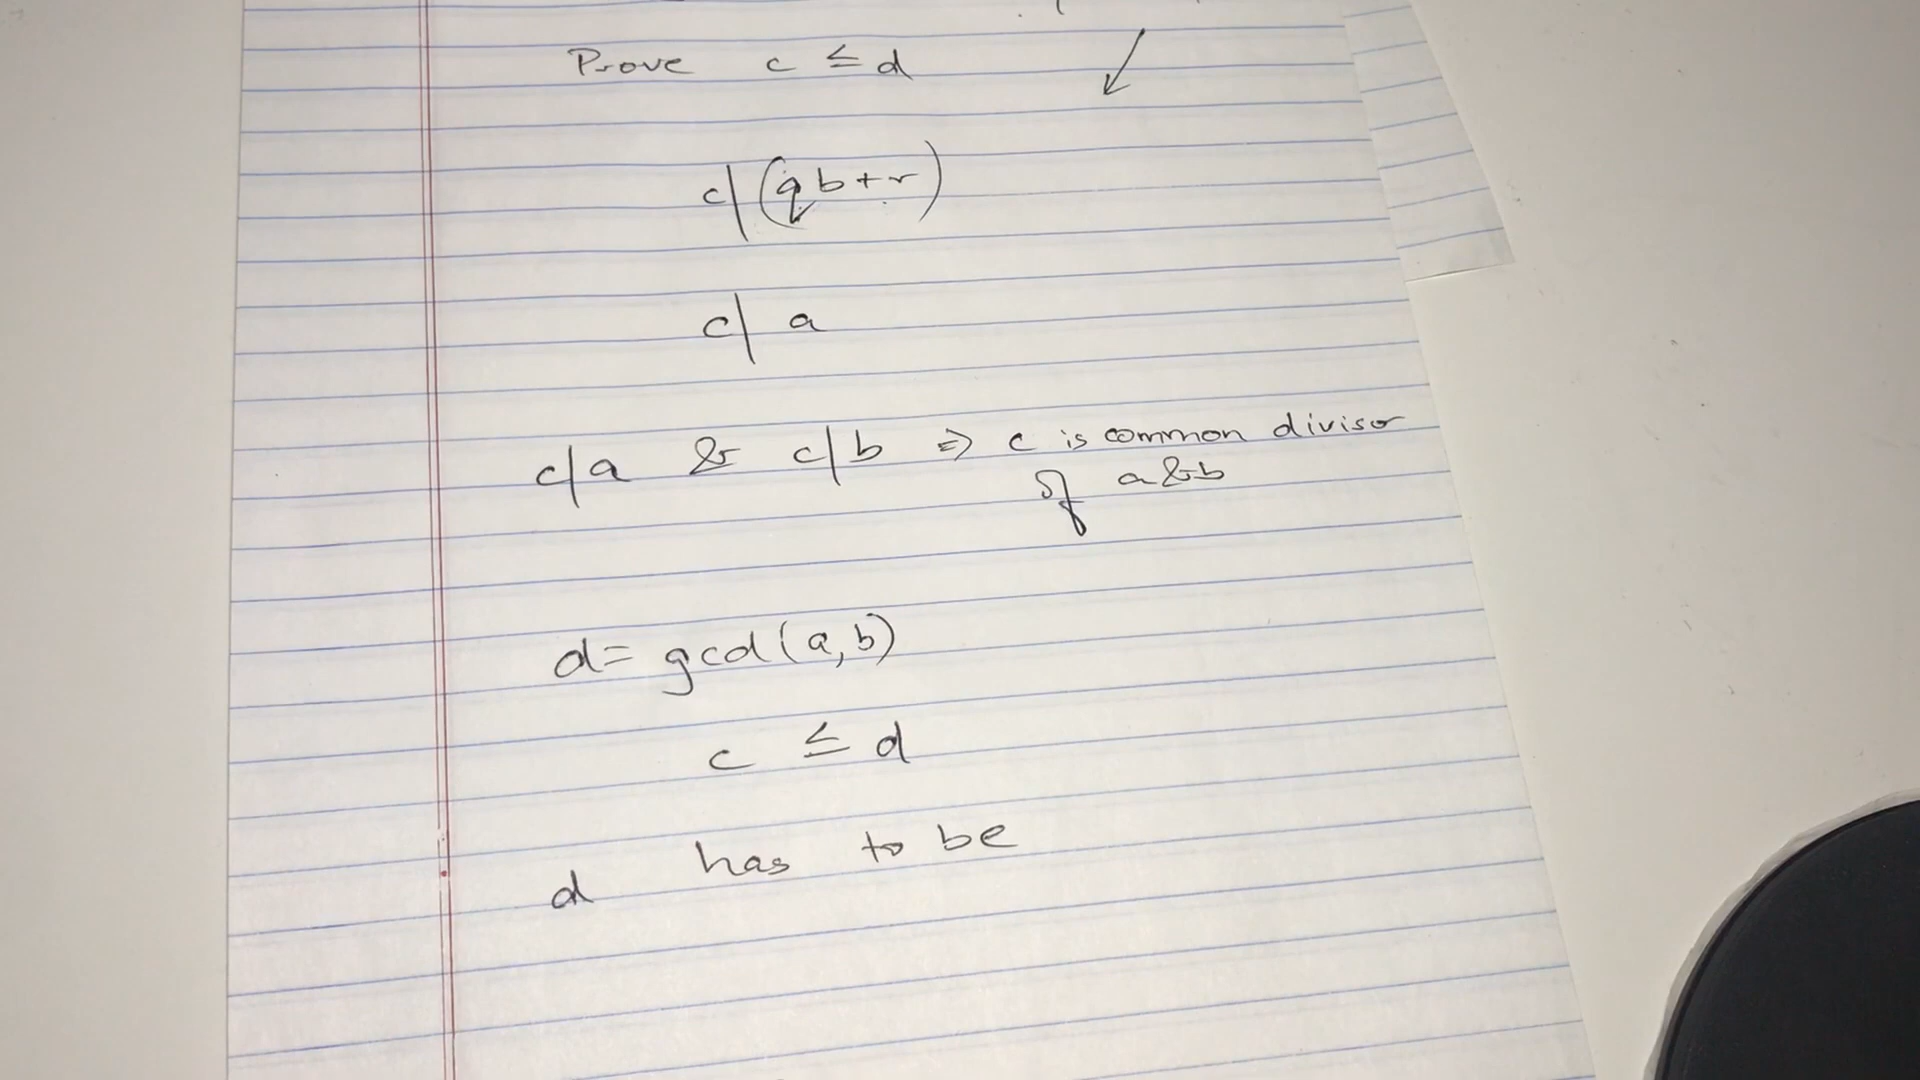 Prove c ≤ d
c|(qb+r)
c| a
c|a & c|b ⇒ c is common divisor
of a&b
d= gcd(a,b)
c ≤ d
d has to be